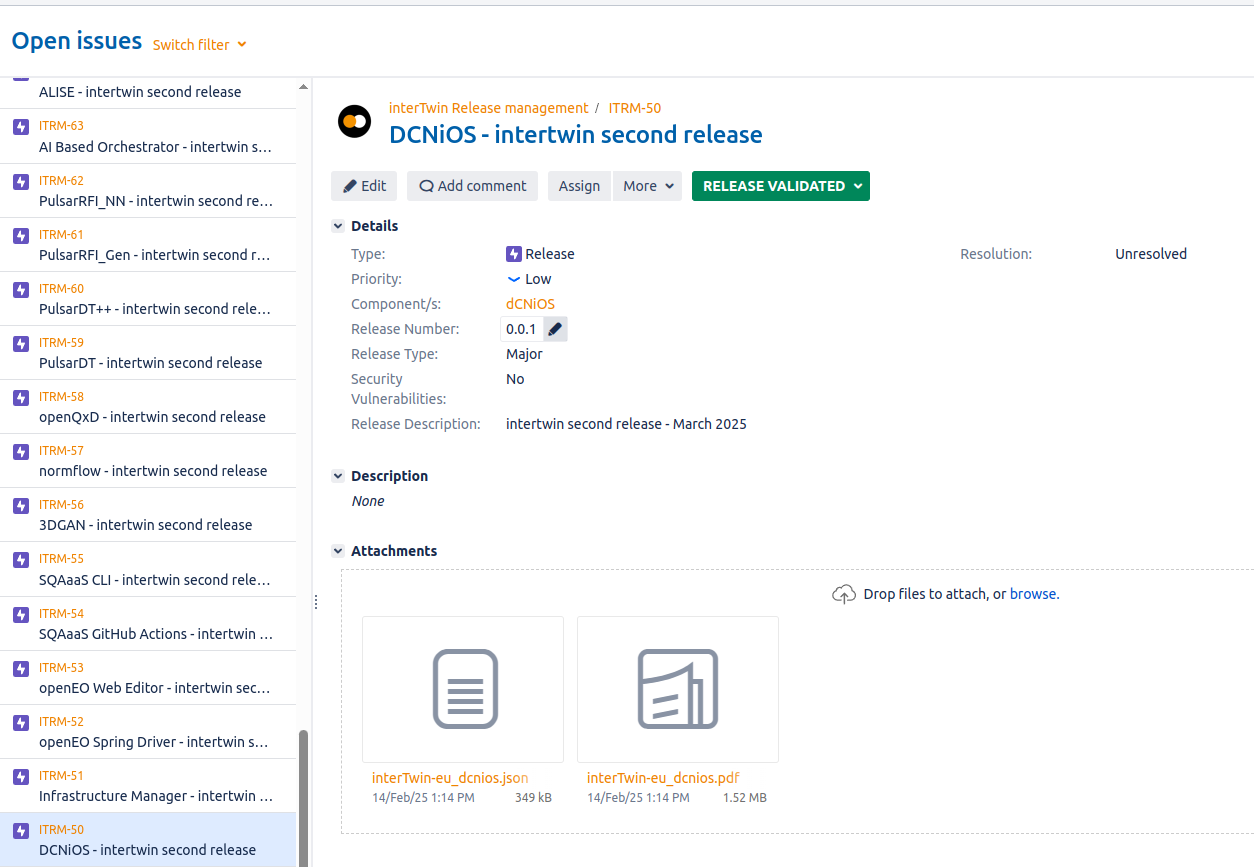 Open issues Switch filter
ALISE - intertwin second release
ITRM-63
AI Based Orchestrator - intertwin s…
ITRM-62
PulsarRFI_NN - intertwin second re…
ITRM-61
PulsarRFI_Gen - intertwin second r…
ITRM-60
PulsarDT++ - intertwin second rele…
ITRM-59
PulsarDT - intertwin second release
ITRM-58
openQxD - intertwin second release
ITRM-57
normflow - intertwin second release
ITRM-56
3DGAN - intertwin second release
ITRM-55
SQAaaS CLI - intertwin second rele…
ITRM-54
SQAaaS GitHub Actions - intertwin …
ITRM-53
openEO Web Editor - intertwin sec…
ITRM-52
openEO Spring Driver - intertwin s…
ITRM-51
Infrastructure Manager - intertwin …
ITRM-50
DCNiOS - intertwin second release
interTwin Release management / ITRM-50
DCNiOS - intertwin second release
Edit Add comment Assign More RELEASE VALIDATED
Details
Type: Release Resolution: Unresolved
Priority: Low
Component/s: dCNiOS
Release Number: 0.0.1
Release Type: Major
Security Vulnerabilities: No
Release Description: intertwin second release - March 2025
Description
None
Attachments
Drop files to attach, or browse.
interTwin-eu_dcnios.json interTwin-eu_dcnios.pdf
14/Feb/25 1:14 PM 349 kB 14/Feb/25 1:14 PM 1.52 MB